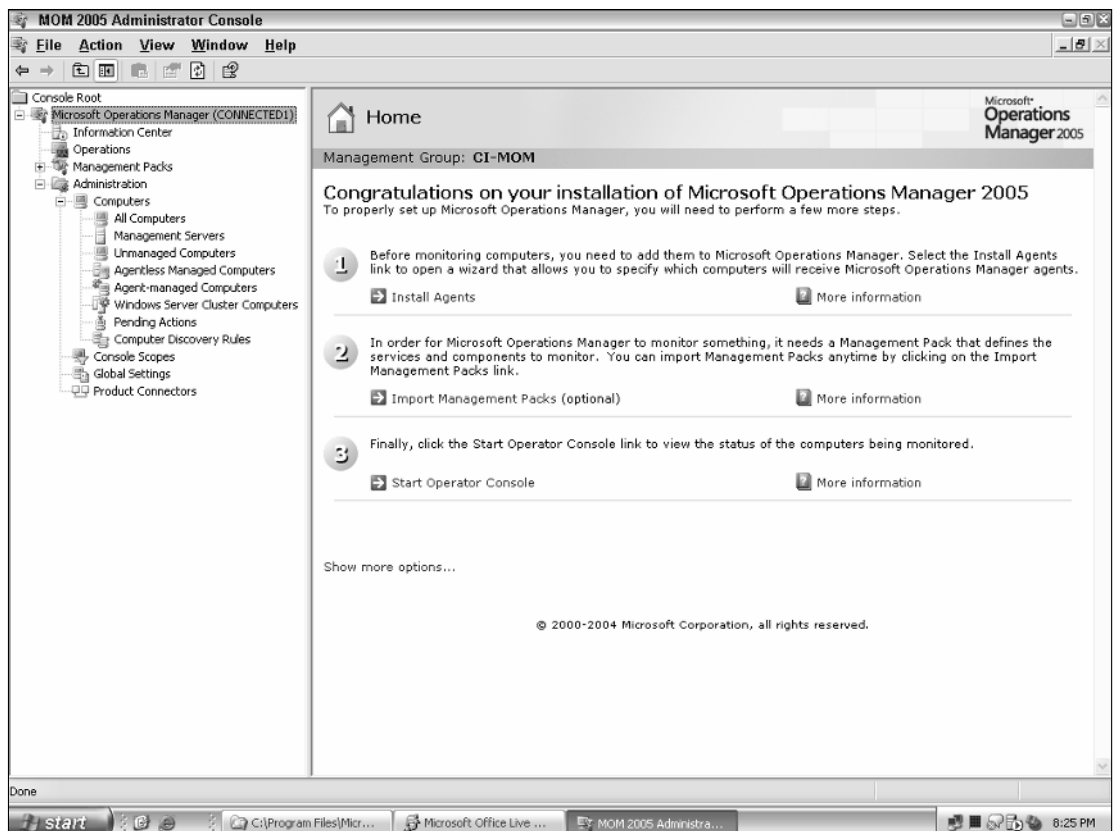 MOM 2005 Administrator Console
File Action View Window Help
Console Root
Microsoft Operations Manager (CONNECTED1)
Information Center
Operations
Management Packs
Administration
Computers
All Computers
Management Servers
Unmanaged Computers
Agentless Managed Computers
Agent-managed Computers
Windows Server Cluster Computers
Pending Actions
Computer Discovery Rules
Console Scopes
Global Settings
Product Connectors
Home
Microsoft
Operations
Manager 2005
Management Group: CI-MOM
Congratulations on your installation of Microsoft Operations Manager 2005
To properly set up Microsoft Operations Manager, you will need to perform a few more steps.
1
Before monitoring computers, you need to add them to Microsoft Operations Manager. Select the Install Agents
link to open a wizard that allows you to specify which computers will receive Microsoft Operations Manager agents.
Install Agents More information
2
In order for Microsoft Operations Manager to monitor something, it needs a Management Pack that defines the
services and components to monitor. You can import Management Packs anytime by clicking on the Import
Management Packs link.
Import Management Packs (optional) More information
3
Finally, click the Start Operator Console link to view the status of the computers being monitored.
Start Operator Console More information
Show more options...
© 2000-2004 Microsoft Corporation, all rights reserved.
Done
start C:\Program Files\Micr... Microsoft Office Live ... MOM 2005 Administra... 8:25 PM